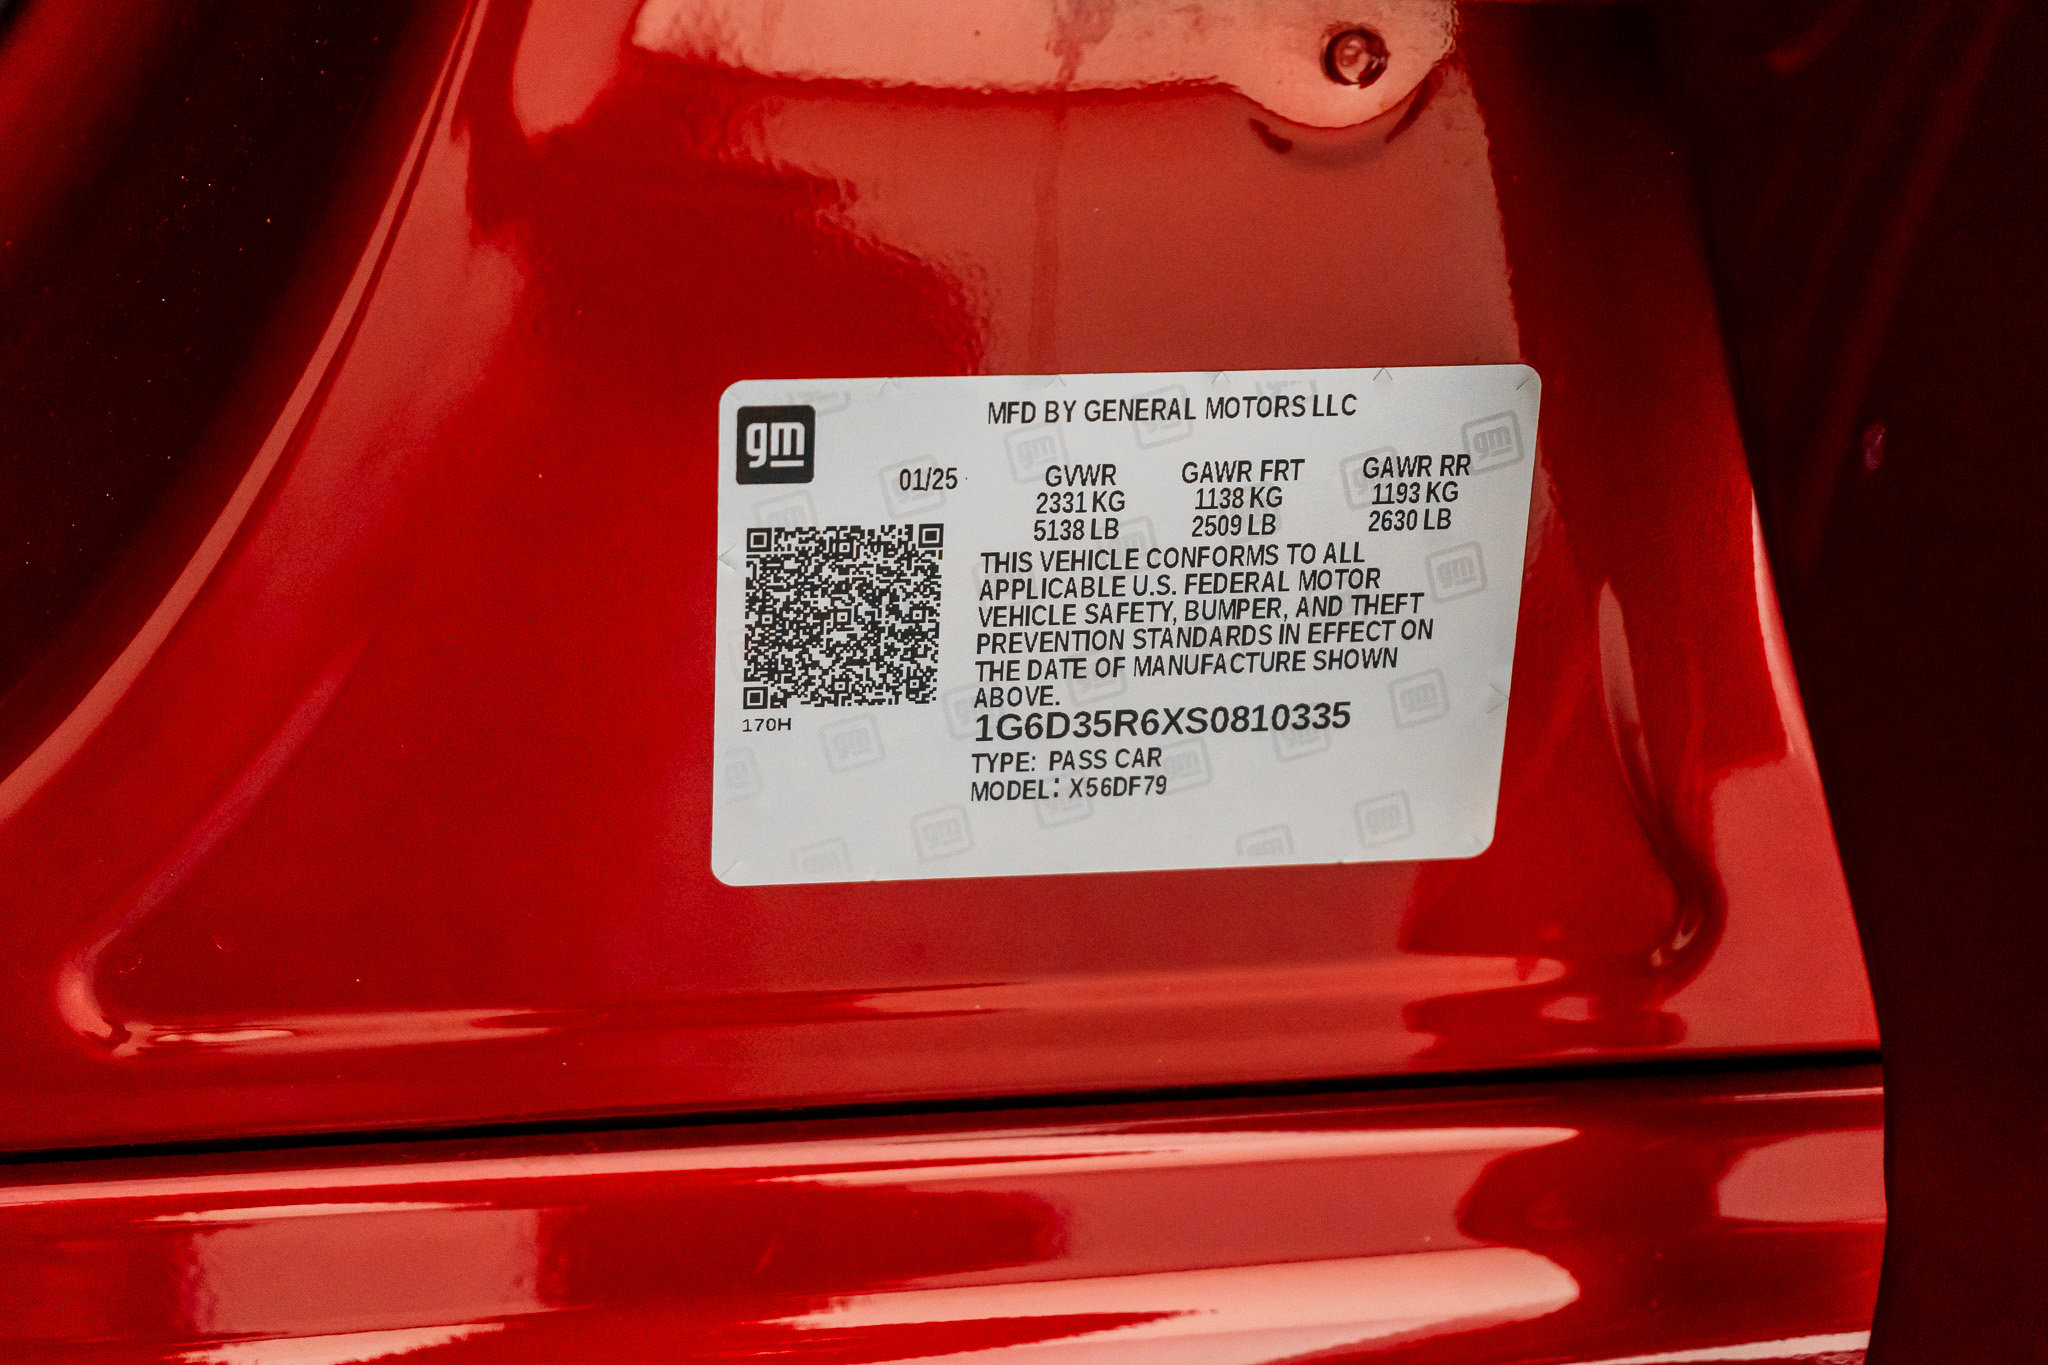 gm
MFD BY GENERAL MOTORS LLC
01/25 GVWR GAWR FRT GAWR RR
2331 KG 1138 KG 1193 KG
5138 LB 2509 LB 2630 LB
THIS VEHICLE CONFORMS TO ALL
APPLICABLE U.S. FEDERAL MOTOR
VEHICLE SAFETY, BUMPER, AND THEFT
PREVENTION STANDARDS IN EFFECT ON
THE DATE OF MANUFACTURE SHOWN
ABOVE.
170H
1G6D35R6XS0810335
TYPE: PASS CAR
MODEL: X56DF79